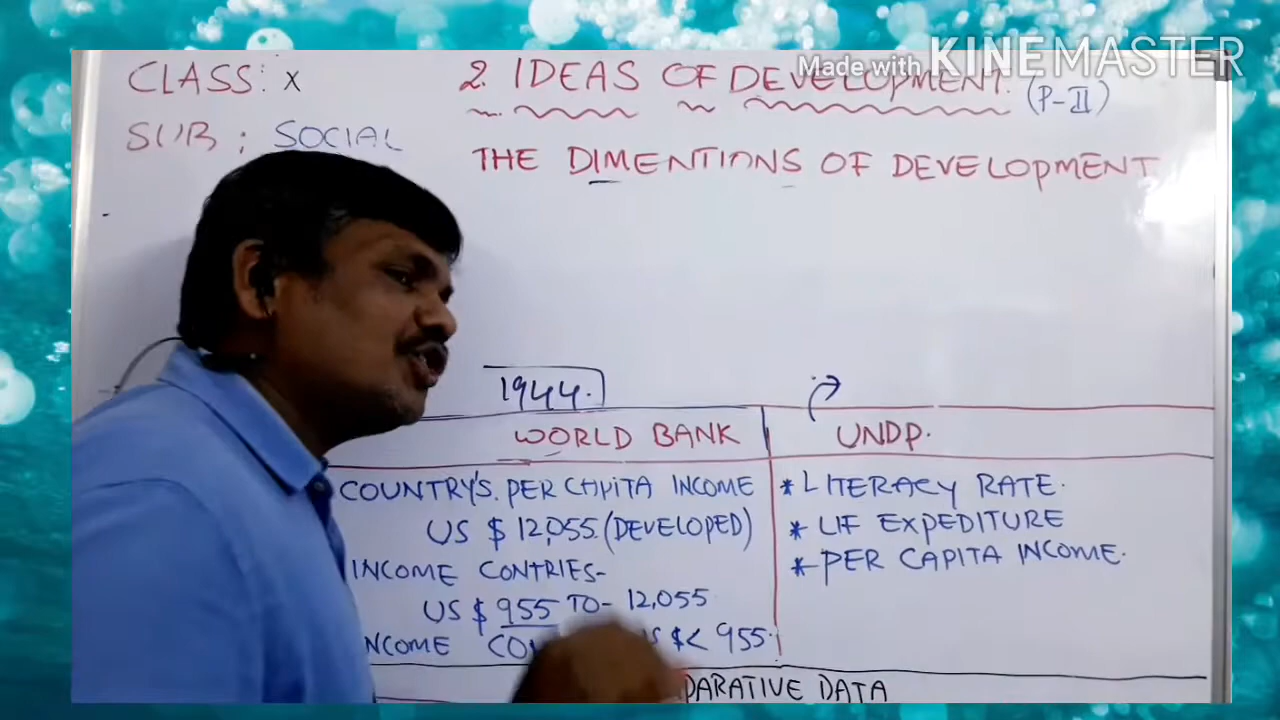 Made with KINEMASTER
CLASS: X
2. IDEAS OF DEVELOPMENT. (P-II)
SUB : SOCIAL
THE DIMENTIONS OF DEVELOPMENT
1944.
WORLD BANK
UNDP.
COUNTRY'S. PER CAPITA INCOME
US $ 12,055. (DEVELOPED)
INCOME CONTRIES-
US $ 955 TO- 12,055
INCOME $< 955.
* LITERACY RATE.
* LIF EXPEDITURE
* PER CAPITA INCOME.
DATA